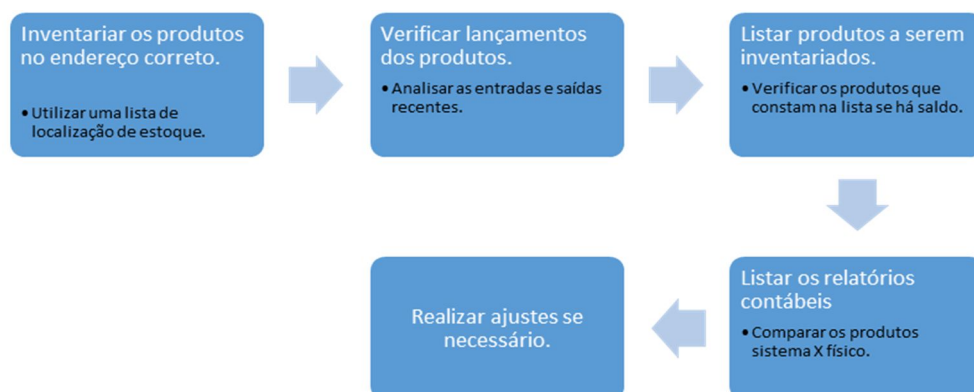 Inventariar os produtos
no endereço correto.
• Utilizar uma lista de
localização de estoque.
Verificar lançamentos
dos produtos.
• Analisar as entradas e saídas
recentes.
Listar produtos a serem
inventariados.
• Verificar os produtos que
constam na lista se há saldo.
Listar os relatórios
contábeis
• Comparar os produtos
sistema X físico.
Realizar ajustes se
necessário.